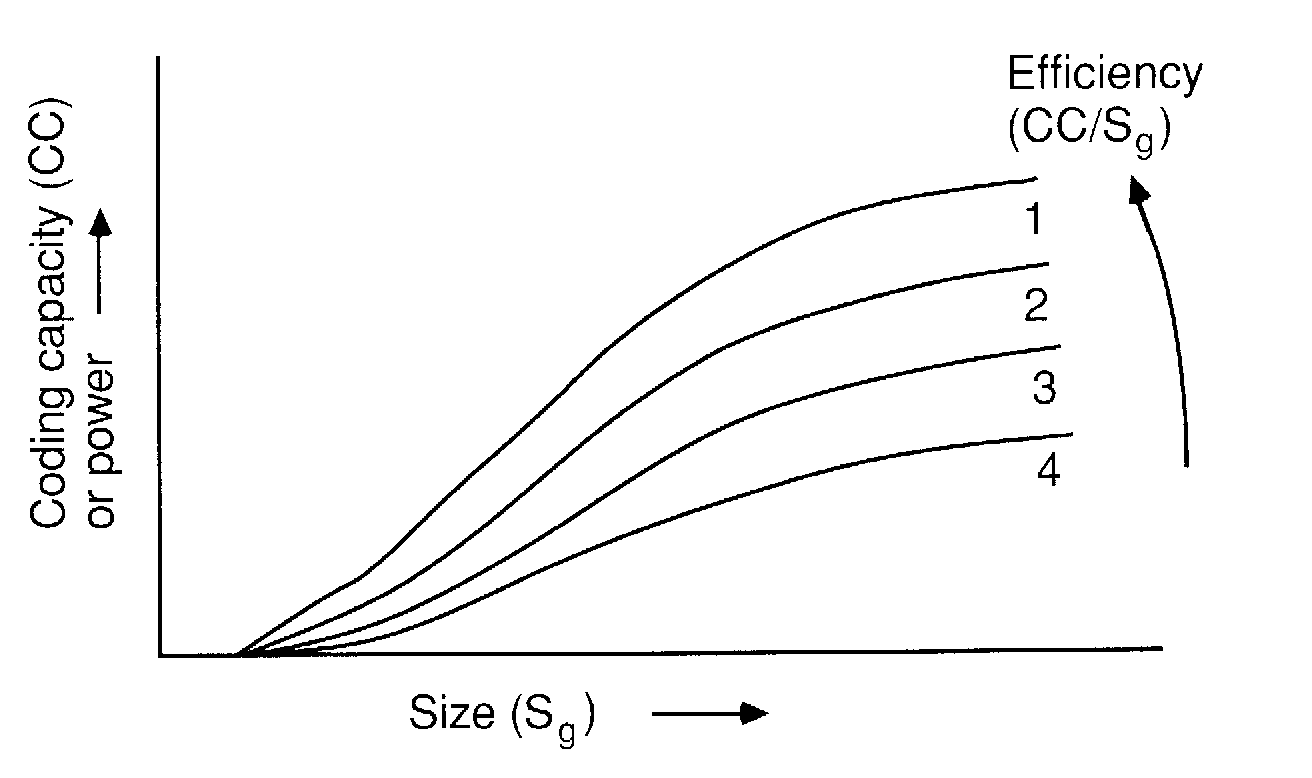 Efficiency
(CC/Sg)
Coding capacity (CC)
or power
1
2
3
4
Size (Sg)